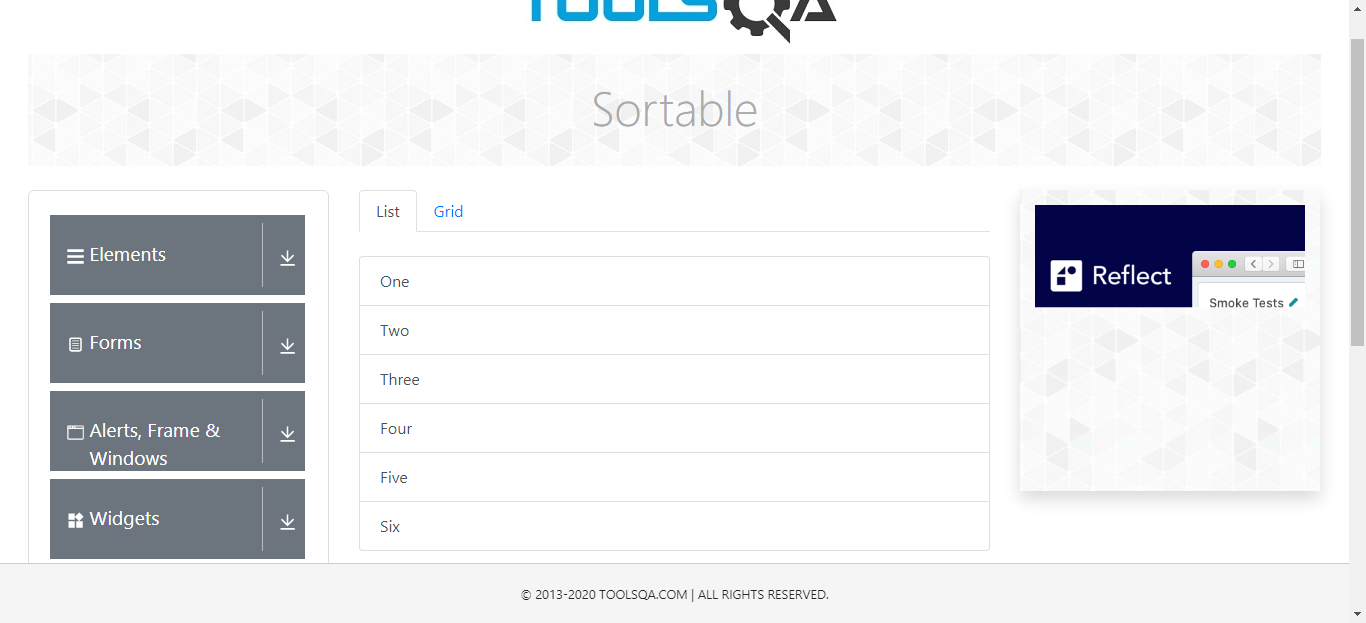 TOOLSQA
Sortable
Elements
Forms
Alerts, Frame &
Windows
Widgets
List
Grid
One
Two
Three
Four
Five
Six
Reflect
Smoke Tests
© 2013-2020 TOOLSQA.COM | ALL RIGHTS RESERVED.